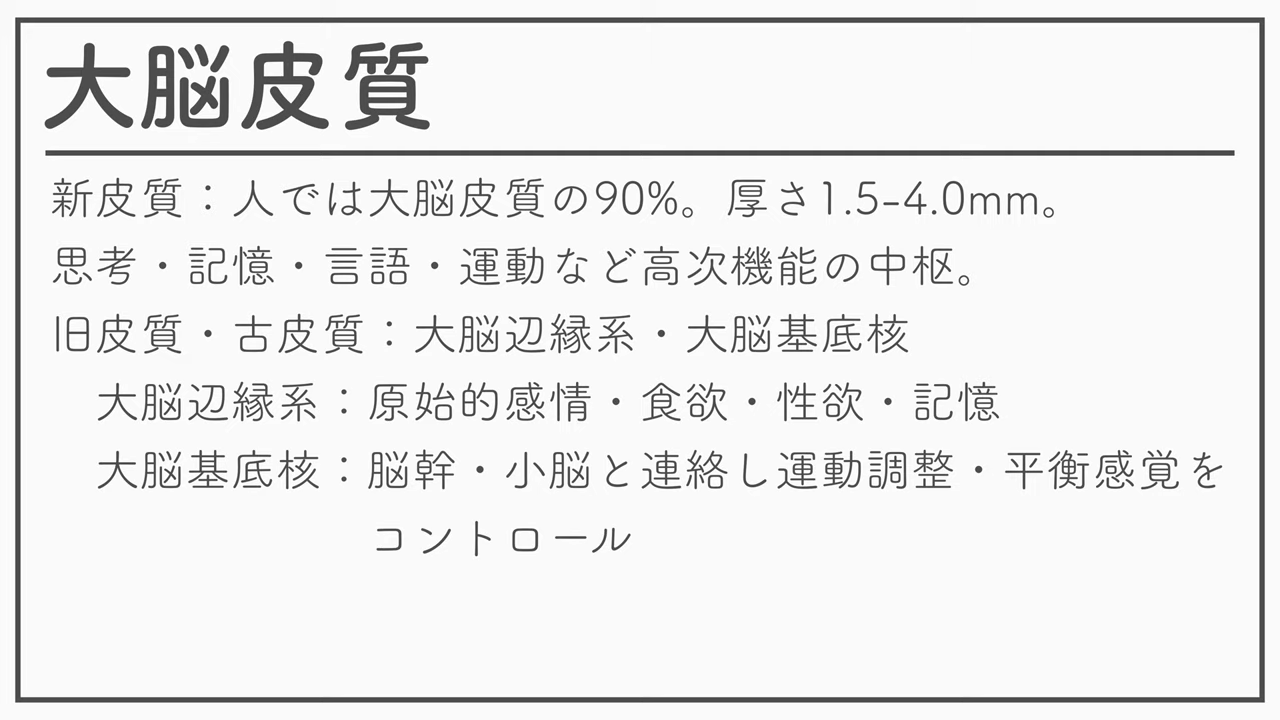 大脳皮質
新皮質：人では大脳皮質の90%。厚さ1.5-4.0mm。
思考・記憶・言語・運動など高次機能の中枢。
旧皮質・古皮質：大脳辺縁系・大脳基底核
大脳辺縁系：原始的感情・食欲・性欲・記憶
大脳基底核：脳幹・小脳と連絡し運動調整・平衡感覚を
コントロール